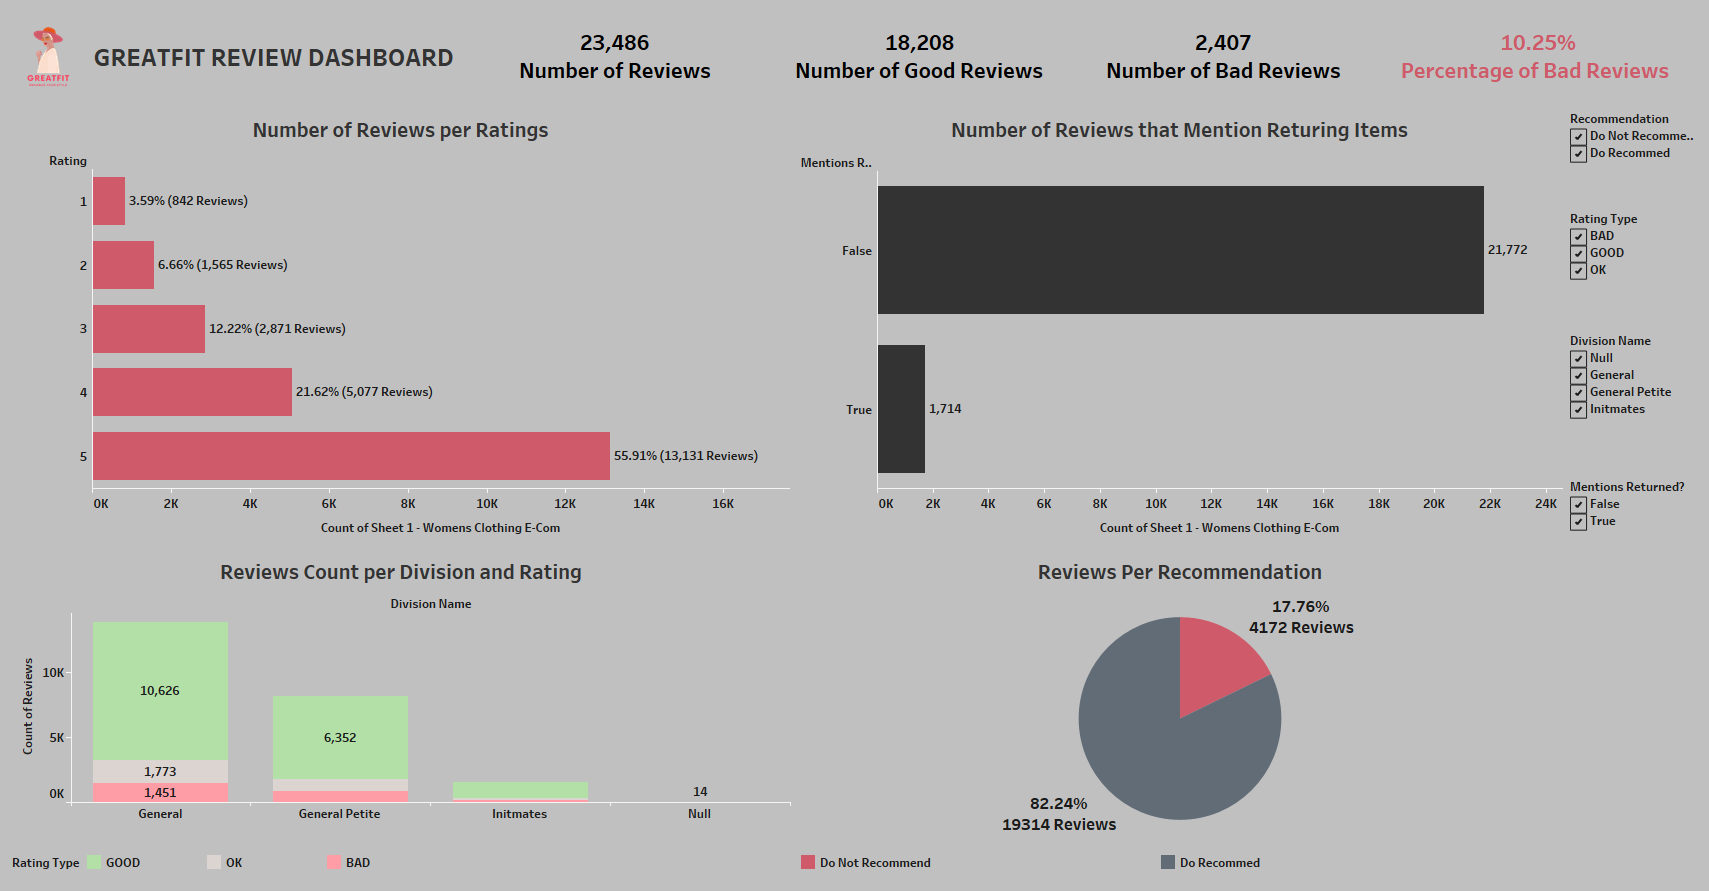 GREATFIT
GREATFIT REVIEW DASHBOARD
23,486
Number of Reviews
18,208
Number of Good Reviews
2,407
Number of Bad Reviews
10.25%
Percentage of Bad Reviews
Number of Reviews per Ratings
Rating
1
3.59% (842 Reviews)
2
6.66% (1,565 Reviews)
3
12.22% (2,871 Reviews)
4
21.62% (5,077 Reviews)
5
55.91% (13,131 Reviews)
0K 2K 4K 6K 8K 10K 12K 14K 16K
Count of Sheet 1 - Womens Clothing E-Com
Number of Reviews that Mention Returing Items
Mentions R..
False
21,772
True
1,714
0K 2K 4K 6K 8K 10K 12K 14K 16K 18K 20K 22K 24K
Count of Sheet 1 - Womens Clothing E-Com
Recommendation
Do Not Recomme..
Do Recommed
Rating Type
BAD
GOOD
OK
Division Name
Null
General
General Petite
Initmates
Mentions Returned?
False
True
Reviews Count per Division and Rating
Division Name
Count of Reviews
10K
5K
0K
10,626
1,773
1,451
6,352
14
General General Petite Initmates Null
Rating Type GOOD OK BAD
Reviews Per Recommendation
17.76%
4172 Reviews
82.24%
19314 Reviews
Do Not Recommend Do Recommed